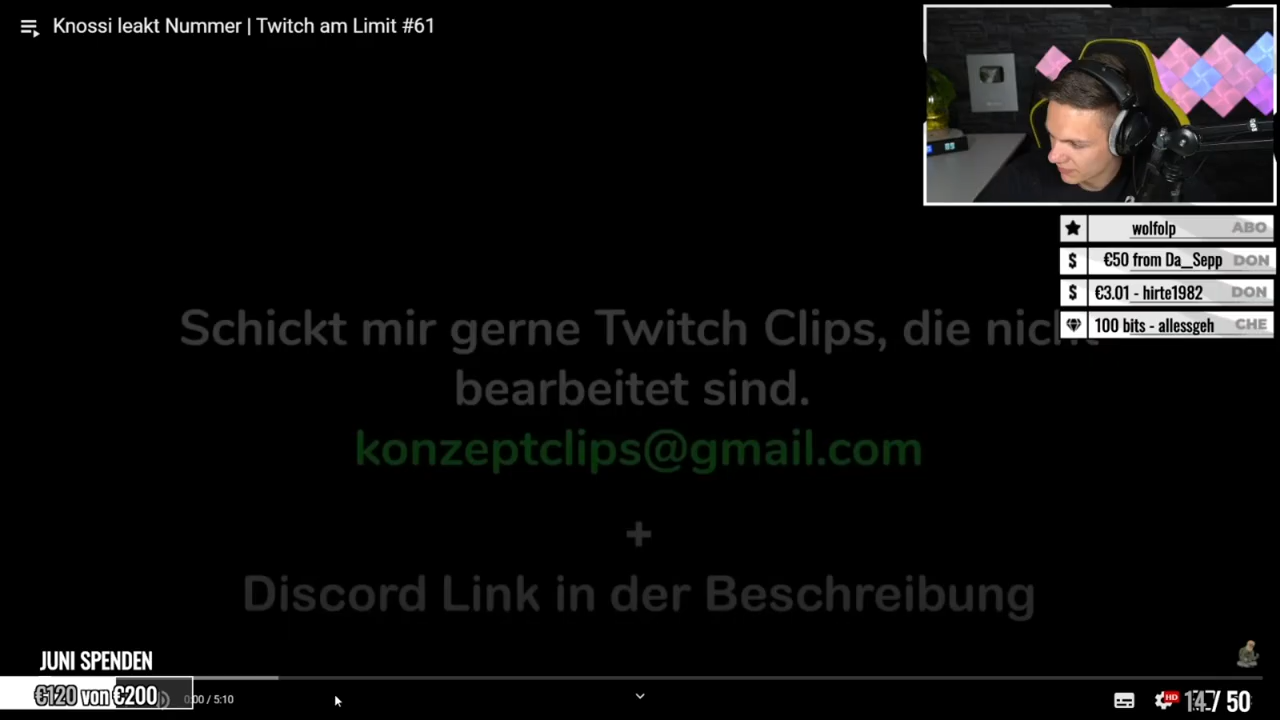 Knossi leakt Nummer | Twitch am Limit #61
wolfolp ABO
€50 from Da__Sepp DON
€3.01 - hirte1982 DON
100 bits - allessgeh CHE
Schickt mir gerne Twitch Clips, die nicht
bearbeitet sind.
konzeptclips@gmail.com
+
Discord Link in der Beschreibung
JUNI SPENDEN
€120 von €200
0:00 / 5:10
HD
14 / 50